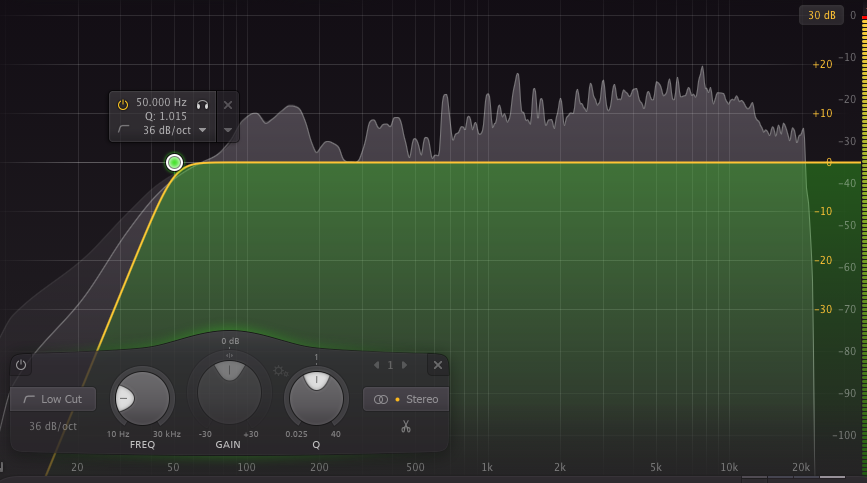 30 dB 0
-10
+20
50.000 Hz
Q: 1.015
36 dB/oct
-20
+10
-30
0
-40
-10
-50
-20
-60
-30
-70
0 dB
-80
1
1
Low Cut
Stereo
-90
36 dB/oct
10 Hz 30 kHz
-30 +30
0.025 40
FREQ
GAIN
Q
-100
20 50 100 200 500 1k 2k 5k 10k 20k